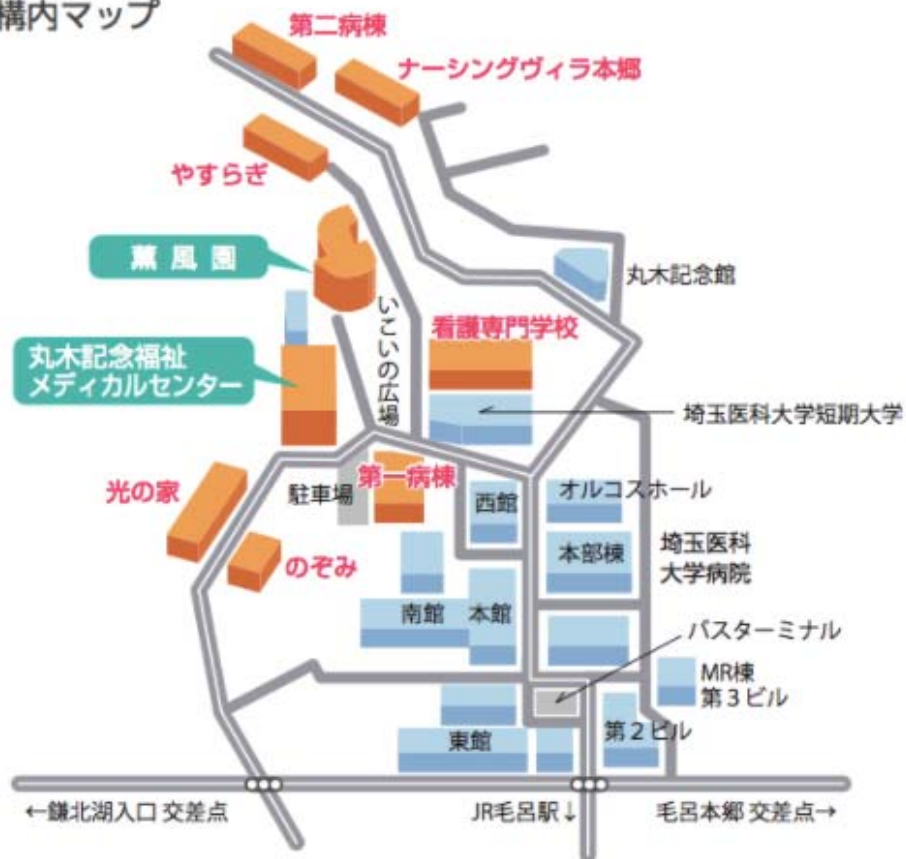 構内マップ
第二病棟
ナーシングヴィラ本郷
やすらぎ
薫風園
丸木記念館
いこいの広場
看護専門学校
丸木記念福祉
メディカルセンター
埼玉医科大学短期大学
光の家
駐車場
第一病棟
西館
オルコスホール
のぞみ
本部棟
埼玉医科
大学病院
南館
本館
バスターミナル
MR棟
第3ビル
東館
第2ビル
←鎌北湖入口 交差点
JR毛呂駅↓
毛呂本郷 交差点→